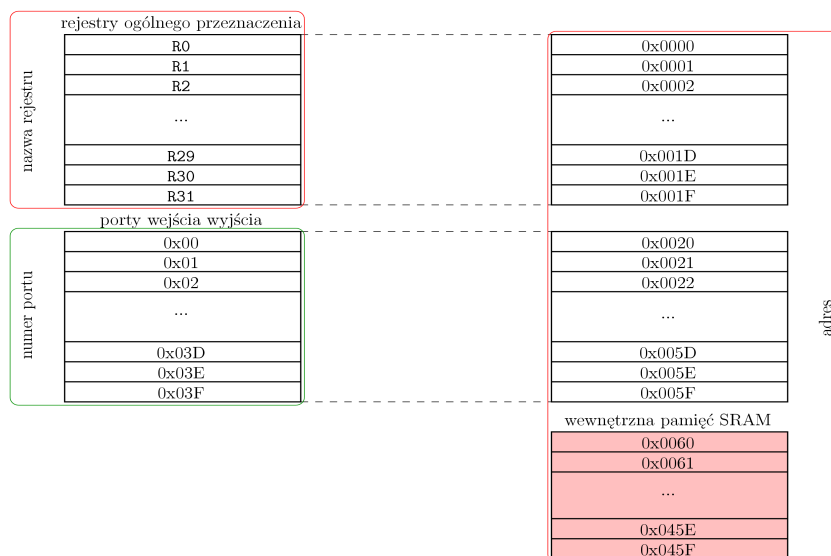 rejestry ogólnego przeznaczenia
nazwa rejestru
R0
R1
R2
...
R29
R30
R31
porty wejścia wyjścia
numer portu
0x00
0x01
0x02
...
0x03D
0x03E
0x03F
0x0000
0x0001
0x0002
...
0x001D
0x001E
0x001F
0x0020
0x0021
0x0022
...
0x005D
0x005E
0x005F
wewnętrzna pamięć SRAM
0x0060
0x0061
...
0x045E
0x045F
adres